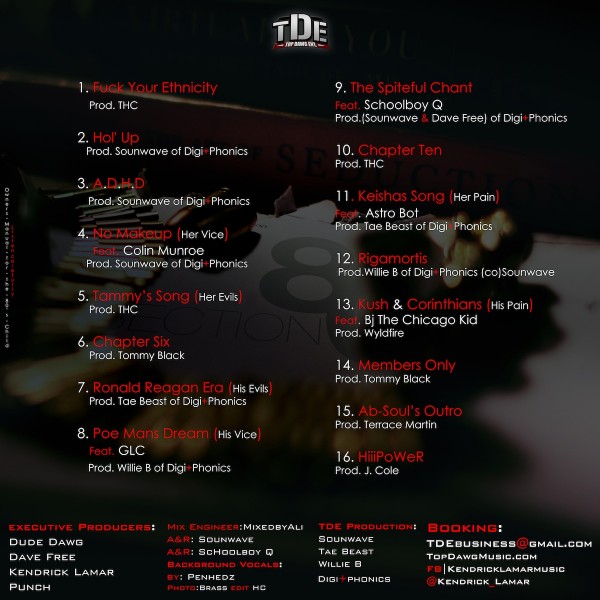 TDE
TOP DAWG ENT.
1. Fuck Your Ethnicity
Prod. THC
2. Hol' Up
Prod. Sounwave of Digi+Phonics
3. A.D.H.D
Prod. Sounwave of Digi+Phonics
4. No Makeup (Her Vice)
Feat. Colin Munroe
Prod. Sounwave of Digi+Phonics
5. Tammy's Song (Her Evils)
Prod. THC
6. Chapter Six
Prod. Tommy Black
7. Ronald Reagan Era (His Evils)
Prod. Tae Beast of Digi+Phonics
8. Poe Mans Dream (His Vice)
Feat. GLC
Prod. Willie B of Digi+Phonics
9. The Spiteful Chant
Feat. Schoolboy Q
Prod.(Sounwave & Dave Free) of Digi+Phonics
10. Chapter Ten
Prod. THC
11. Keishas Song (Her Pain)
Feat. Astro Bot
Prod. Tae Beast of Digi+Phonics
12. Rigamortis
Prod.Willie B of Digi+Phonics (co)Sounwave
13. Kush & Corinthians (His Pain)
Feat. Bj The Chicago Kid
Prod. Wyldfire
14. Members Only
Prod. Tommy Black
15. Ab-Soul's Outro
Prod. Terrace Martin
16. HiiiPoWeR
Prod. J. Cole
8
SECTION
Executive Producers:
Dude Dawg
Dave Free
Kendrick Lamar
Punch
Mix Engineer:MixedbyAli
A&R: Sounwave
A&R: ScHoolboy Q
Background Vocals:
by: Penhedz
Photo:Brass edit HC
TDE Production:
Sounwave
Tae Beast
Willie B
Digi+phonics
Booking:
TDEbusiness@gmail.com
TopDawgMusic.com
FB|Kendricklamarmusic
@Kendrick_Lamar